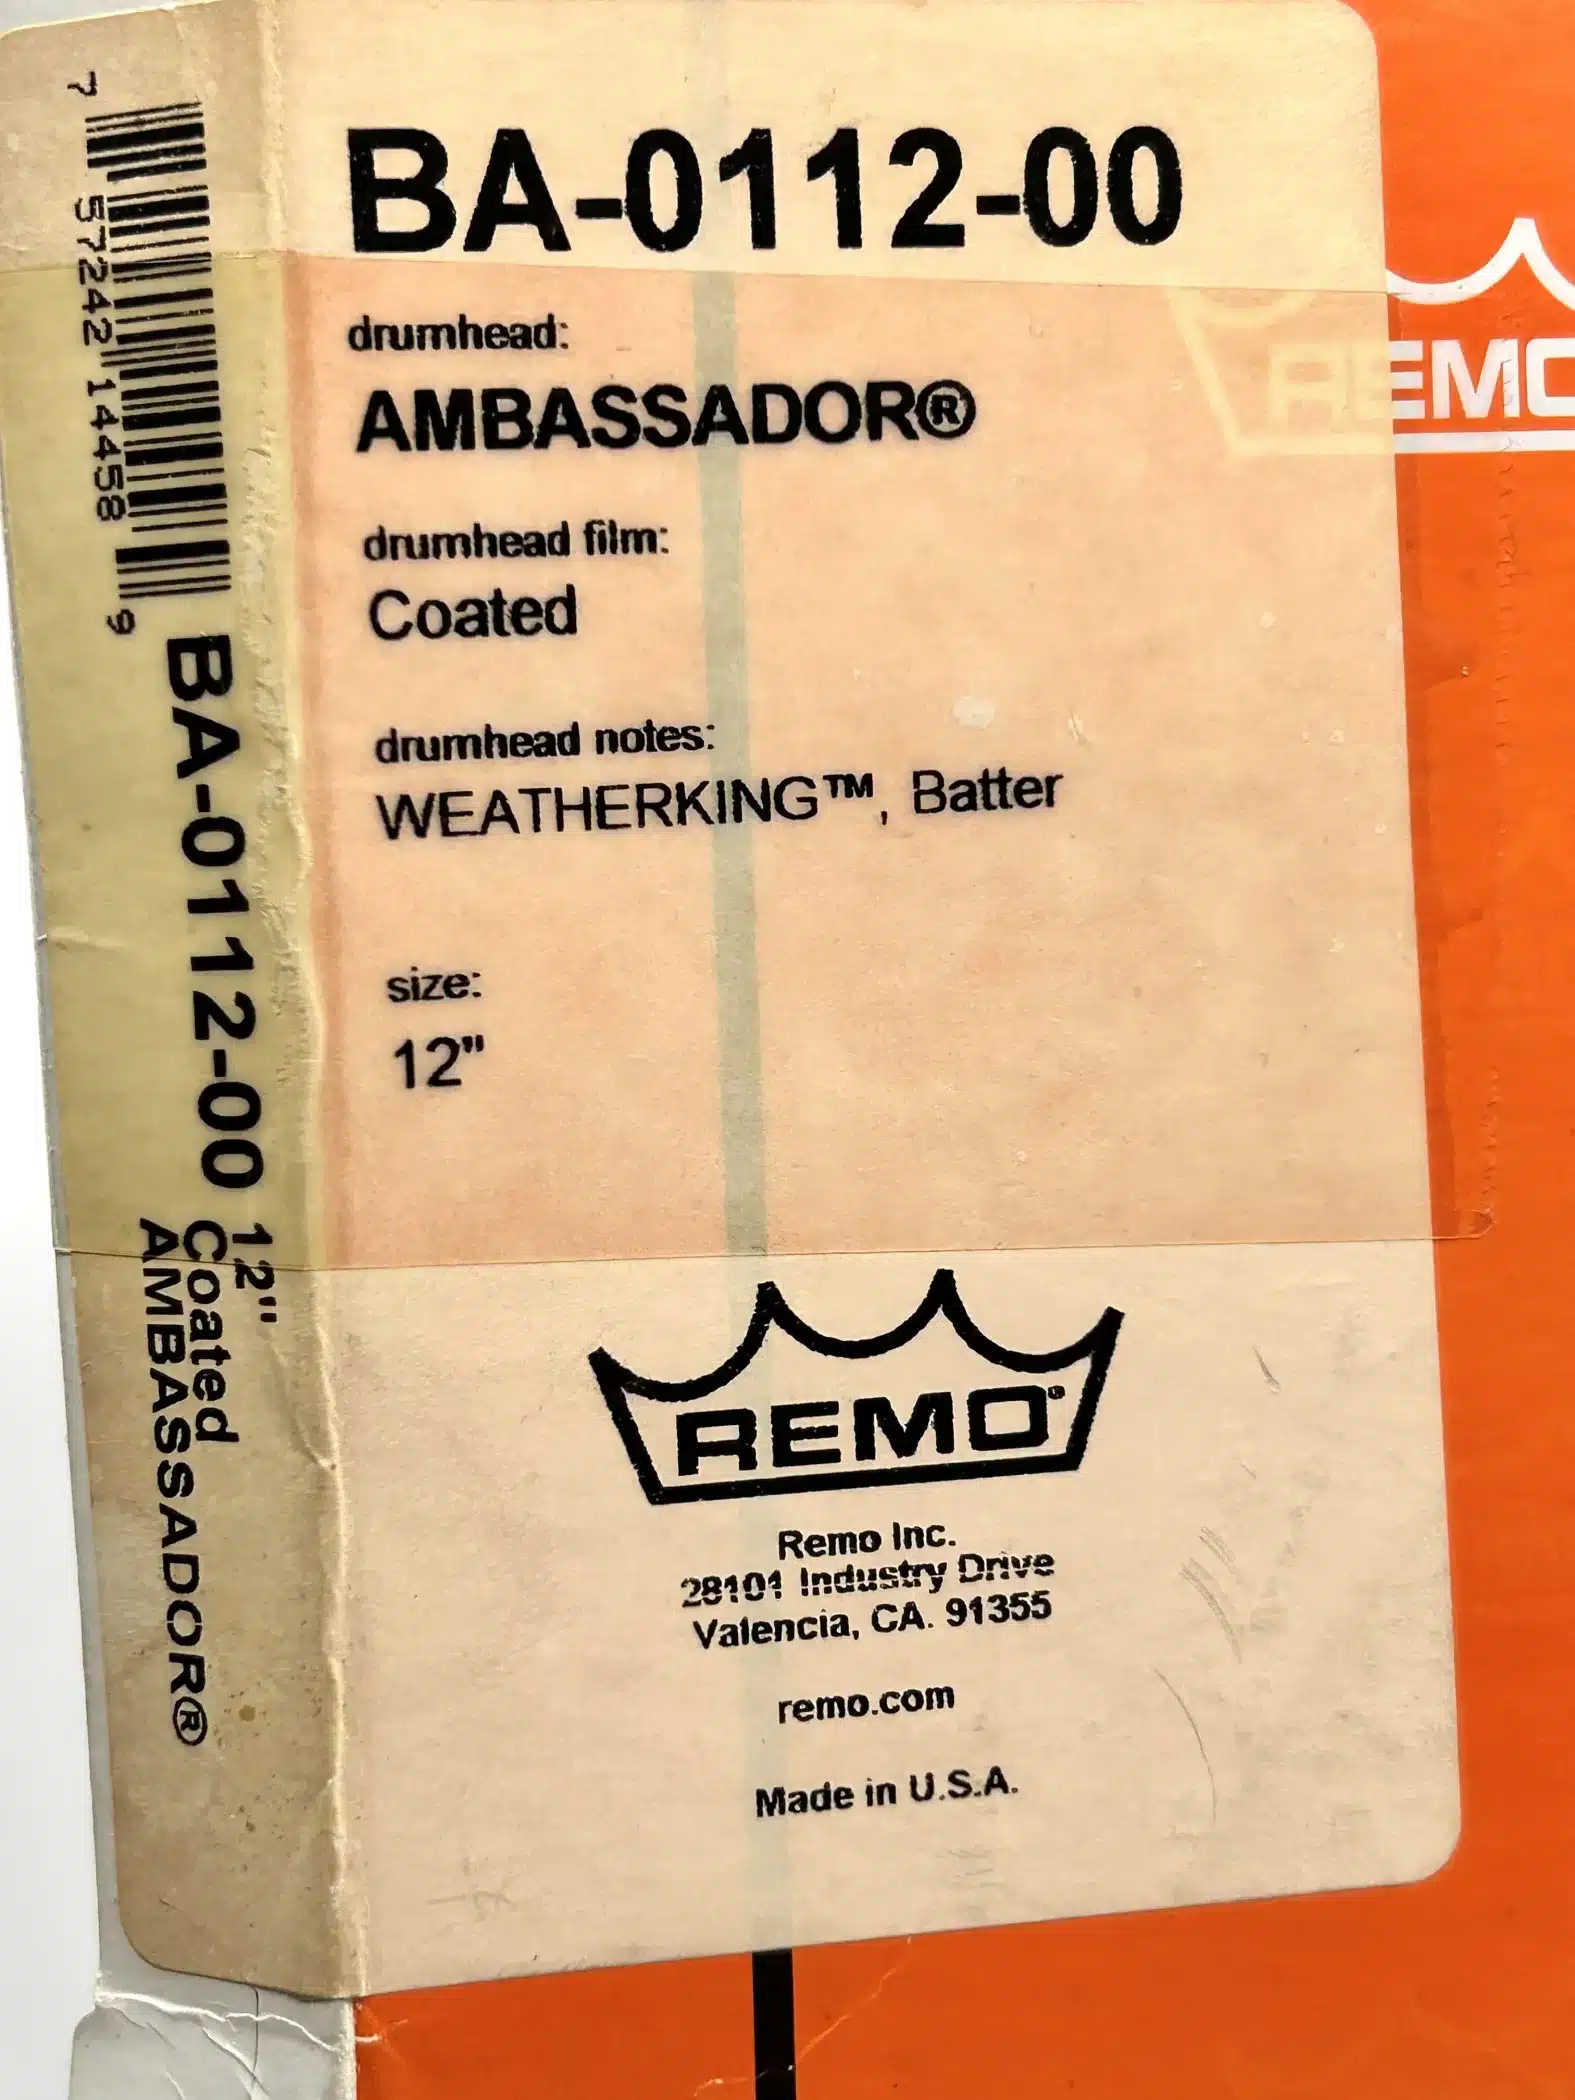 BA-0112-00
drumhead:
AMBASSADOR®
drumhead film:
Coated
drumhead notes:
WEATHERKING™, Batter
size:
12"
REMO®
Remo Inc.
28101 Industry Drive
Valencia, CA. 91355
remo.com
Made in U.S.A.
7 57242 14458 9
BA-0112-00
12"
Coated
AMBASSADOR®
REMO